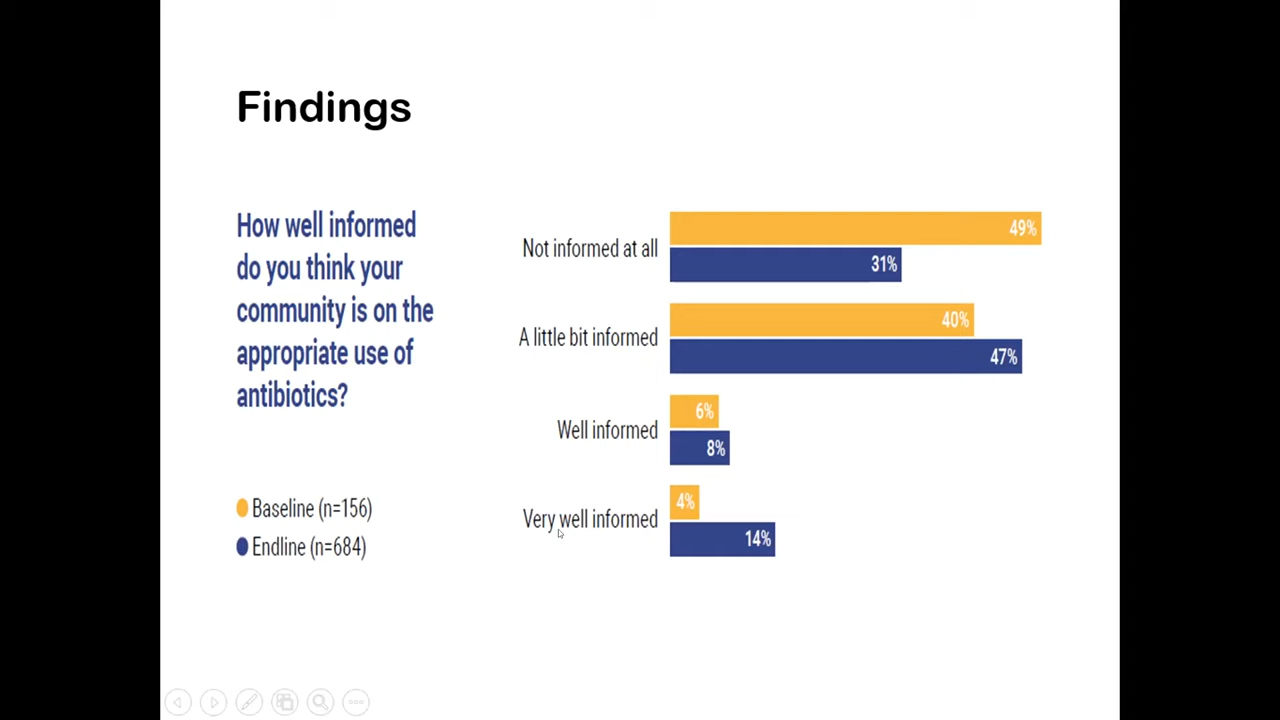 Findings
How well informed
do you think your
community is on the
appropriate use of
antibiotics?
Baseline (n=156)
Endline (n=684)
Not informed at all
49%
31%
A little bit informed
40%
47%
Well informed
6%
8%
Very well informed
4%
14%